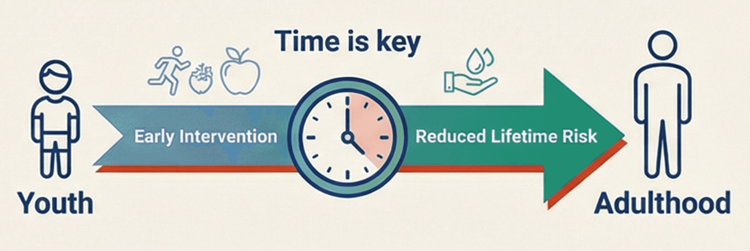 Time is key
Early Intervention
Reduced Lifetime Risk
Youth
Adulthood